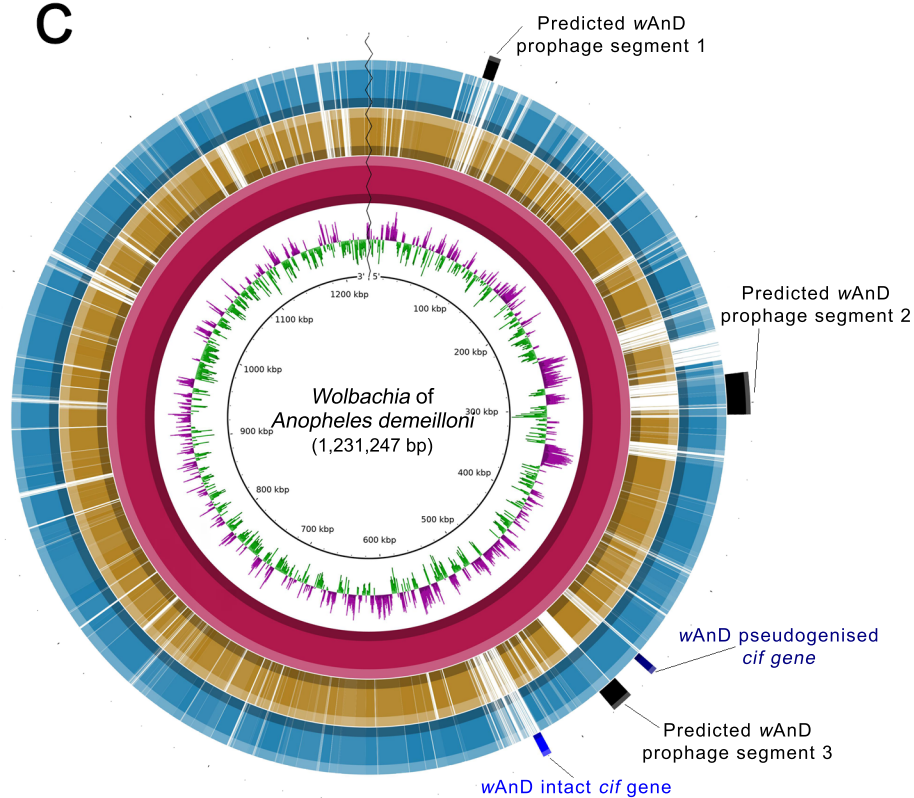 C
Predicted wAnD
prophage segment 1
Predicted wAnD
prophage segment 2
3' 5'
1200 kbp
100 kbp
1100 kbp
200 kbp
1000 kbp
300 kbp
Wolbachia of
Anopheles demeilloni
(1,231,247 bp)
900 kbp
400 kbp
800 kbp
500 kbp
700 kbp
600 kbp
wAnD pseudogenised
cif gene
Predicted wAnD
prophage segment 3
wAnD intact cif gene